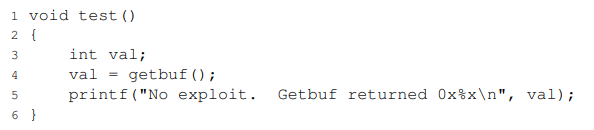 1 void test()
2 {
3     int val;
4     val = getbuf();
5     printf("No exploit.  Getbuf returned 0x%x\n", val);
6 }